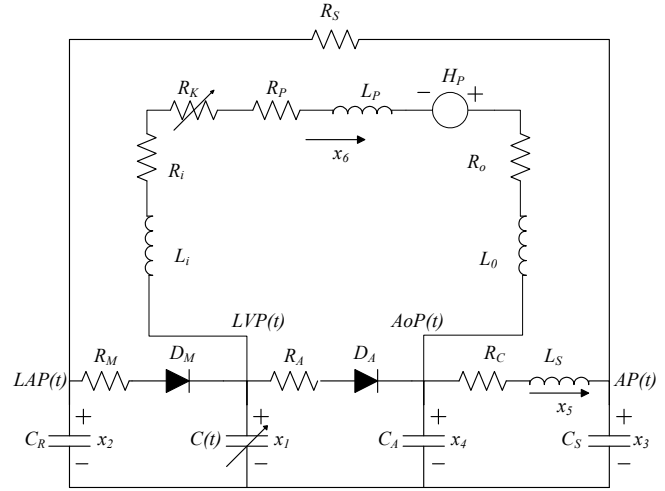 R_S
− H_P +
R_K R_P L_P
x_6
R_i R_o
L_i L_0
LVP(t) AoP(t)
LAP(t) R_M D_M R_A D_A R_C L_S AP(t)
x_5
C_R + − x_2 C(t) + − x_1 C_A + − x_4 C_S + − x_3